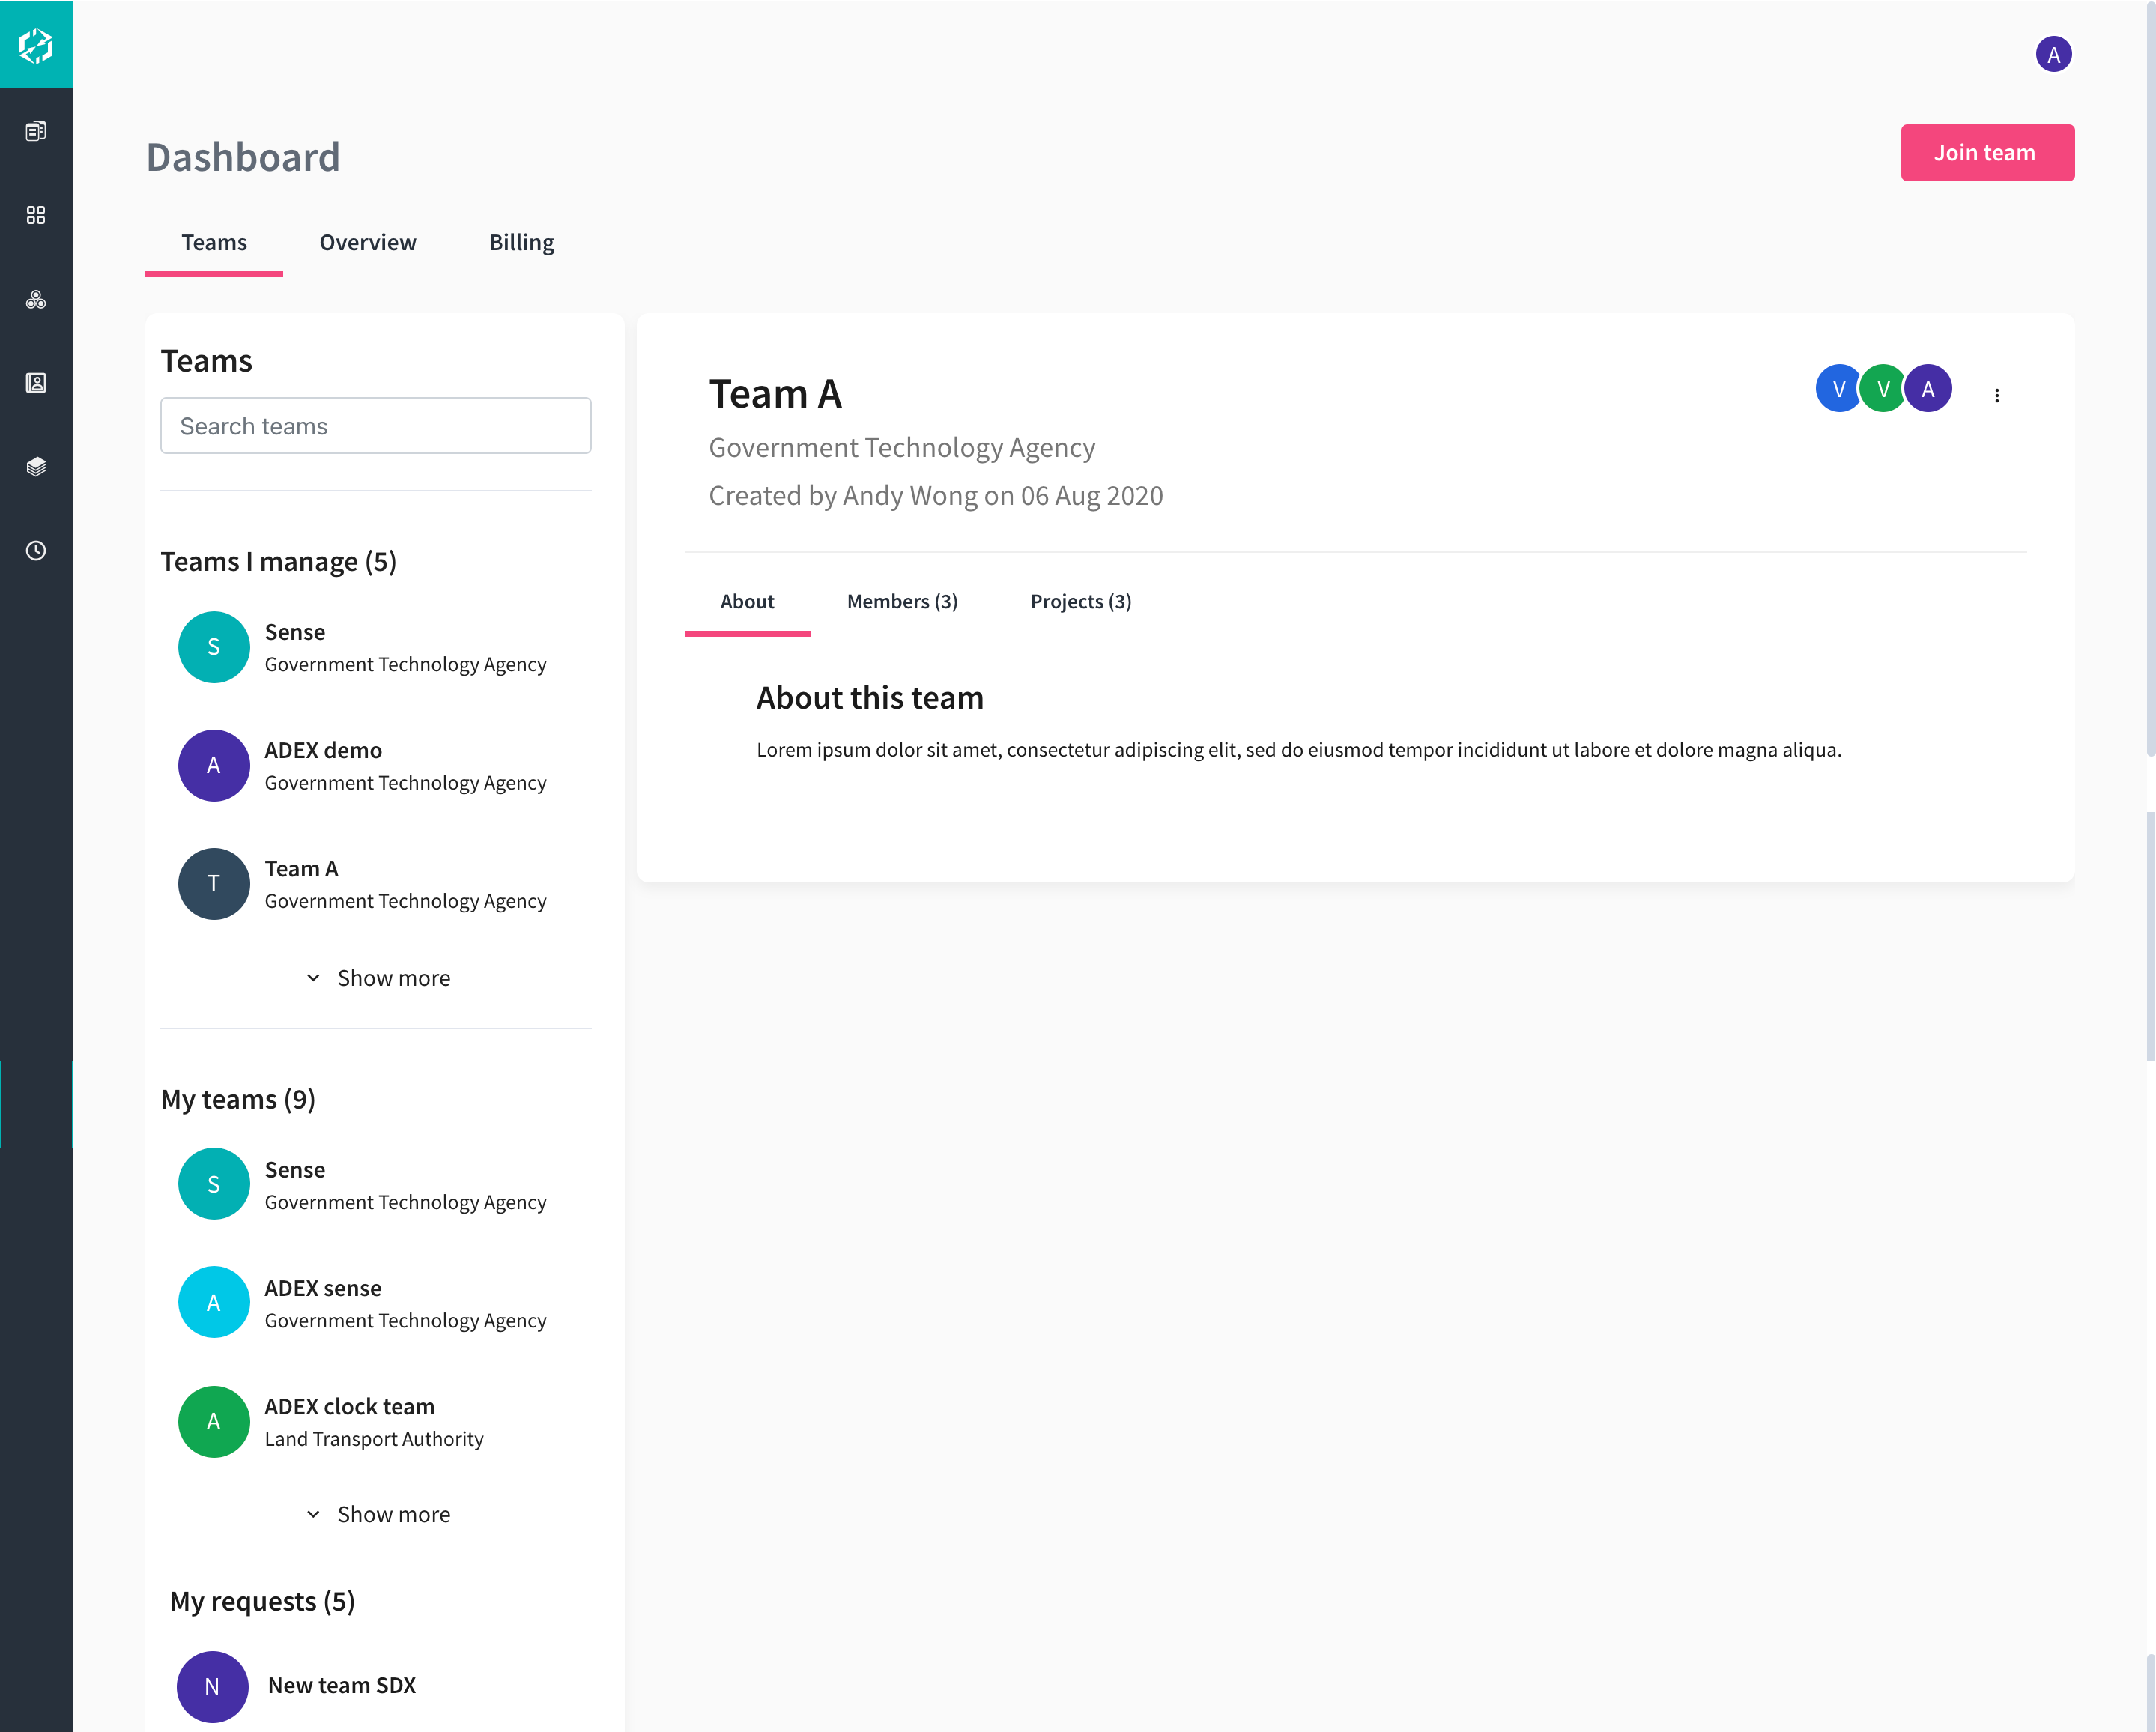 A
Dashboard
Join team
Teams
Overview
Billing
Teams
Search teams
Teams I manage (5)
S
Sense
Government Technology Agency
A
ADEX demo
Government Technology Agency
T
Team A
Government Technology Agency
Show more
My teams (9)
S
Sense
Government Technology Agency
A
ADEX sense
Government Technology Agency
A
ADEX clock team
Land Transport Authority
Show more
My requests (5)
N
New team SDX
Team A
V
V
A
Government Technology Agency
Created by Andy Wong on 06 Aug 2020
About
Members (3)
Projects (3)
About this team
Lorem ipsum dolor sit amet, consectetur adipiscing elit, sed do eiusmod tempor incididunt ut labore et dolore magna aliqua.